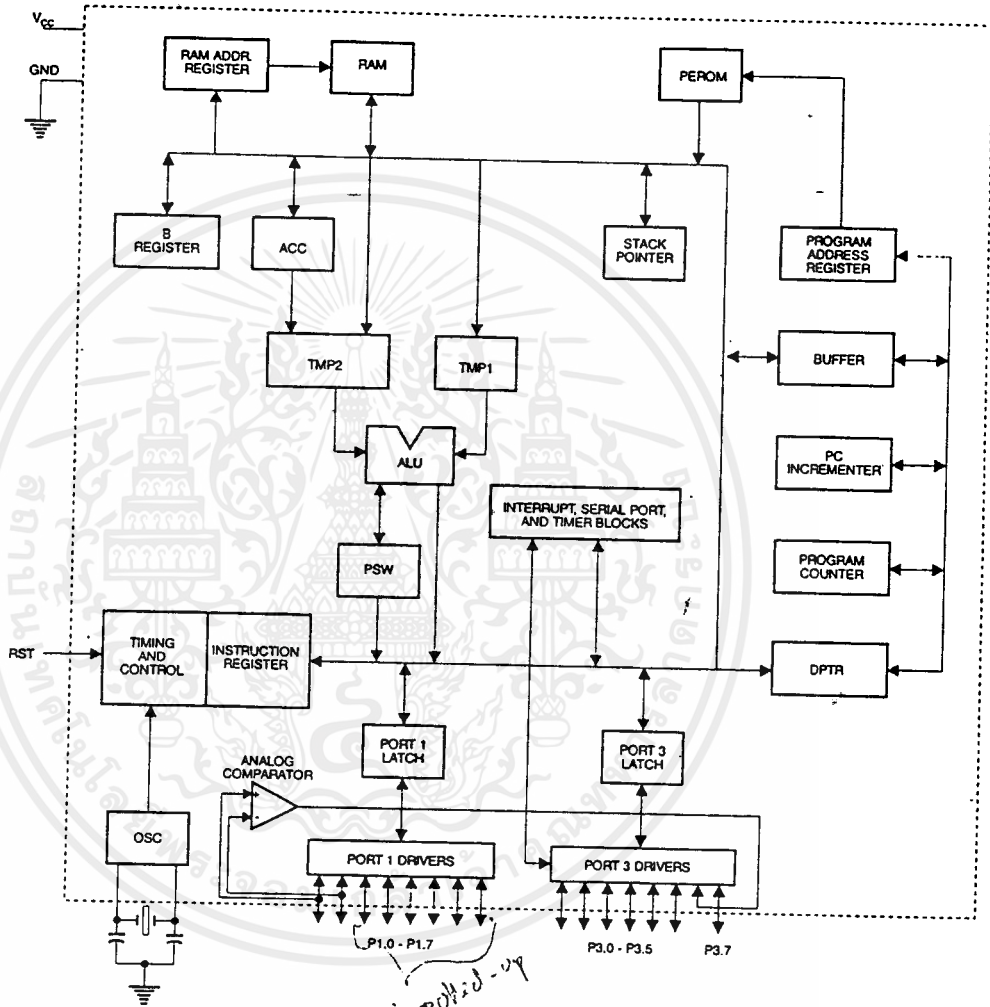 VCC
GND
RAM ADDR.
REGISTER
RAM
PEROM
B
REGISTER
ACC
STACK
POINTER
PROGRAM
ADDRESS
REGISTER
TMP2
TMP1
BUFFER
ALU
PC
INCREMENTER
INTERRUPT, SERIAL PORT,
AND TIMER BLOCKS
PSW
PROGRAM
COUNTER
RST
TIMING
AND
CONTROL
INSTRUCTION
REGISTER
DPTR
PORT 1
LATCH
PORT 3
LATCH
ANALOG
COMPARATOR
+
-
OSC
PORT 1 DRIVERS
PORT 3 DRIVERS
P1.0 - P1.7
P3.0 - P3.5
P3.7